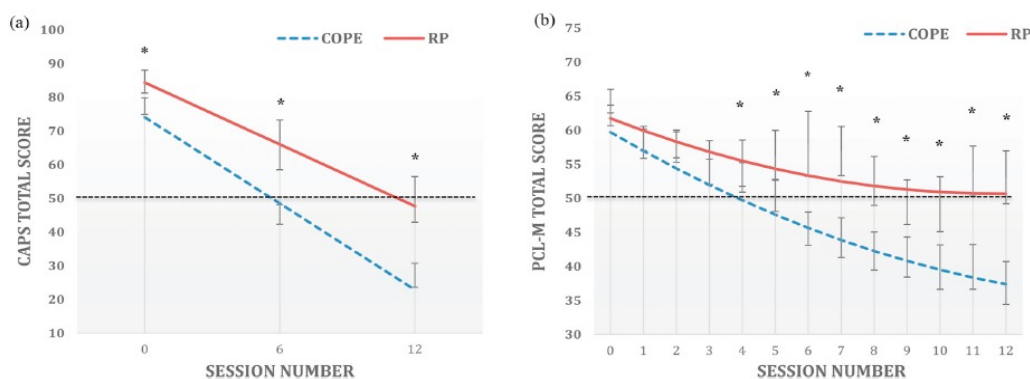 (a)
COPE RP
CAPS TOTAL SCORE
100
90
80
70
60
50
40
30
20
10
*
*
*
0 6 12
SESSION NUMBER
(b)
COPE RP
PCL-M TOTAL SCORE
75
70
65
60
55
50
45
40
35
30
* * * * * * * * *
0 1 2 3 4 5 6 7 8 9 10 11 12
SESSION NUMBER